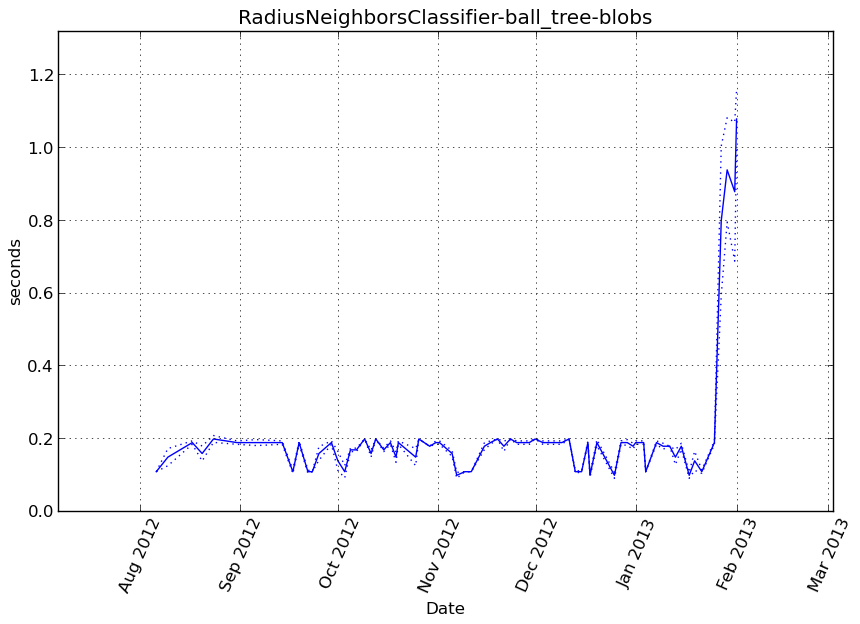 RadiusNeighborsClassifier-ball_tree-blobs
1.2
1.0
0.8
0.6
0.4
0.2
0.0
seconds
Aug 2012
Sep 2012
Oct 2012
Nov 2012
Dec 2012
Jan 2013
Feb 2013
Mar 2013
Date